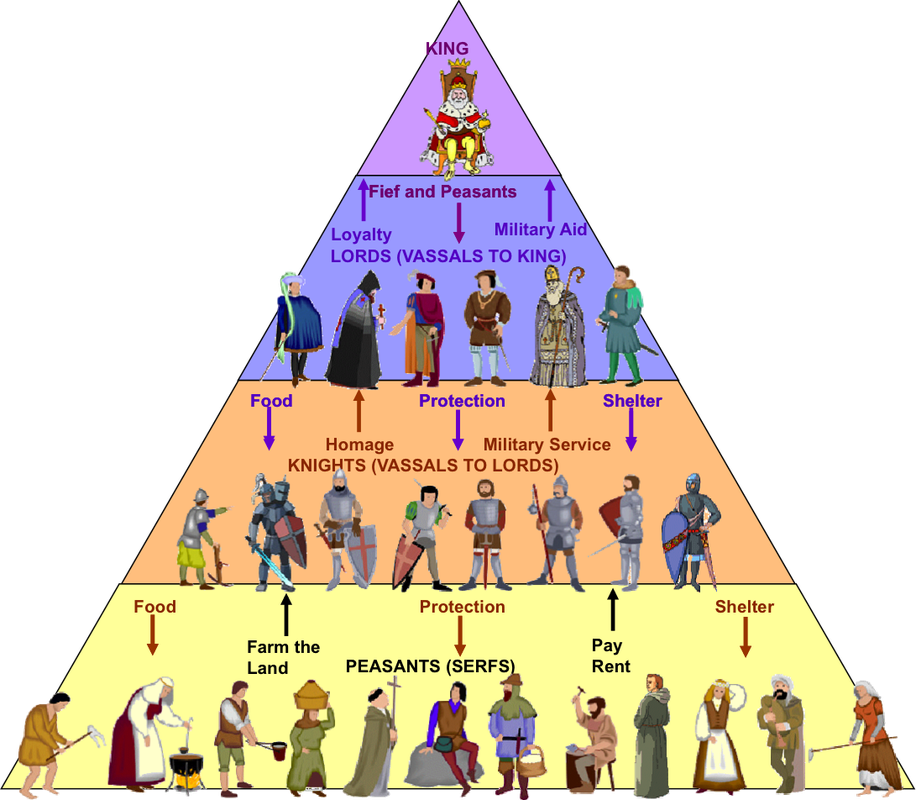 KING
Fief and Peasants
Loyalty
Military Aid
LORDS (VASSALS TO KING)
Food
Protection
Shelter
Homage
Military Service
KNIGHTS (VASSALS TO LORDS)
Food
Protection
Shelter
Farm the
Land
Pay
Rent
PEASANTS (SERFS)